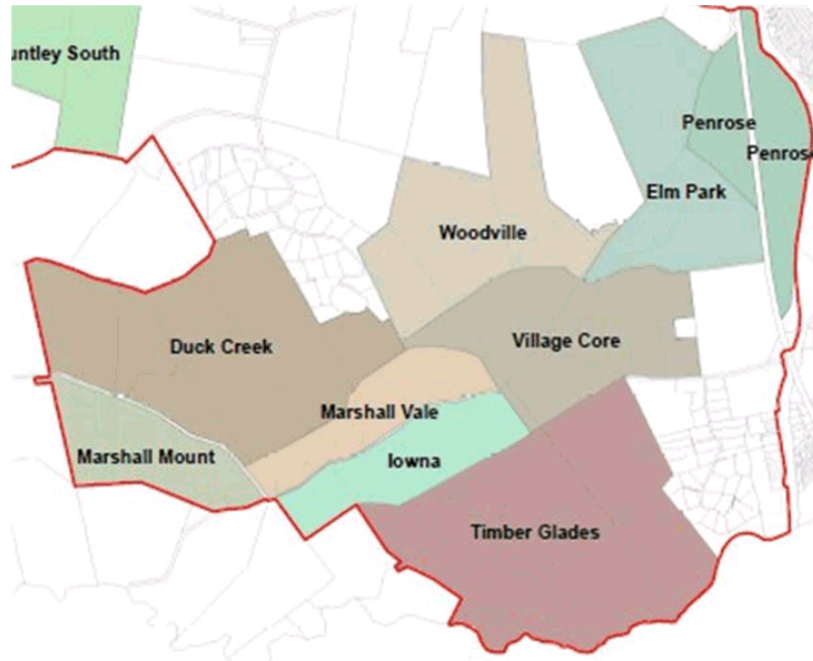 untley South
Penrose
Penrose
Elm Park
Woodville
Village Core
Duck Creek
Marshall Vale
Marshall Mount
Iowna
Timber Glades